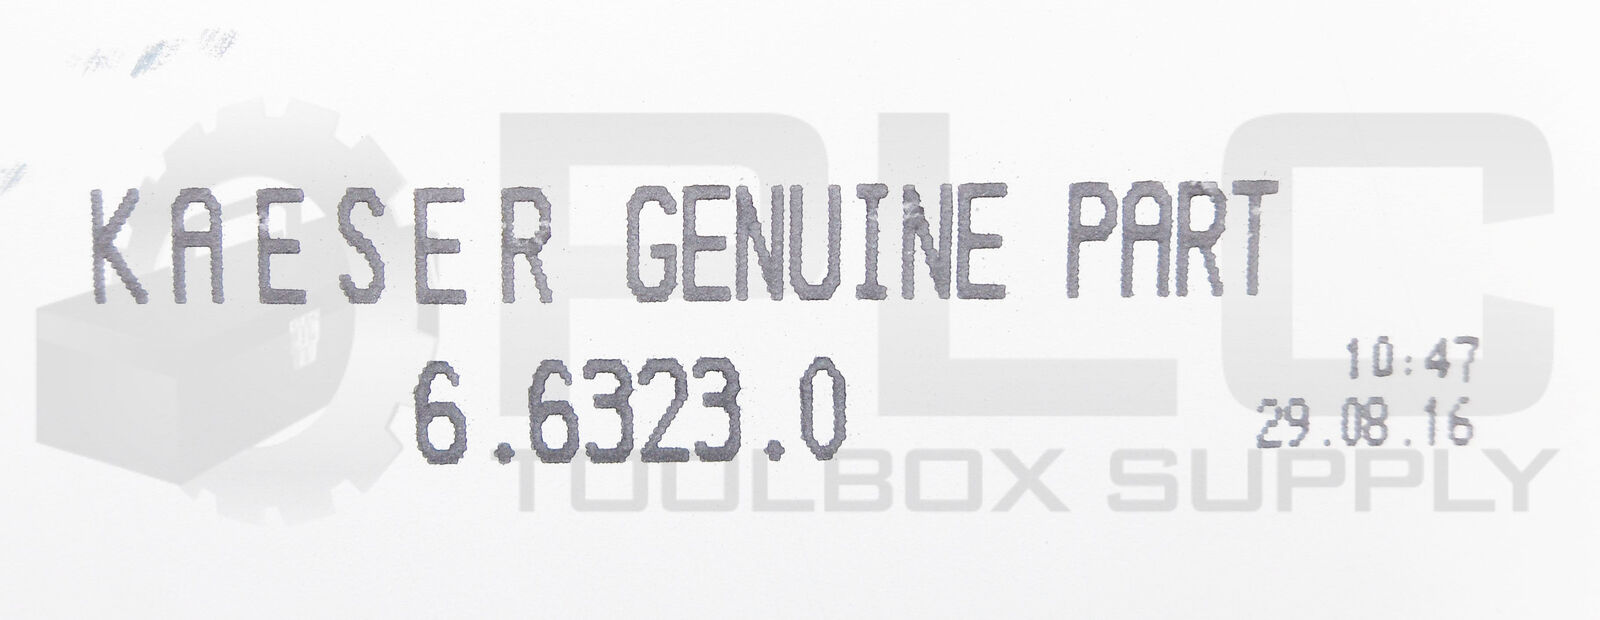 KAESER GENUINE PART
6.6323.0
10:47
29.08.16
PLC
TOOLBOX SUPPLY